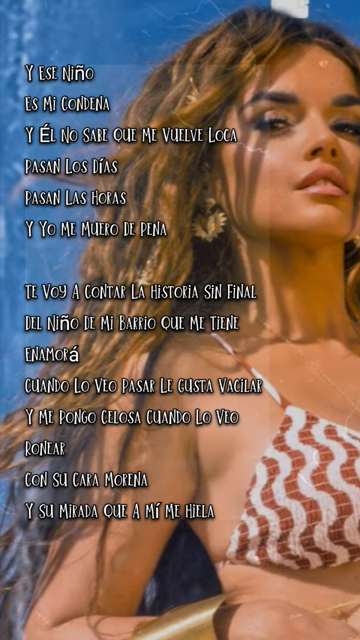 Y Ese Niño
Es Mi Condena
Y Él No Sabe Que Me Vuelve Loca
Pasan Los Días
Pasan Las Horas
Y Yo Me Muero De Pena
Te Voy A Contar La Historia Sin Final
Del Niño De Mi Barrio Que Me Tiene
Enamorá
Cuando Lo Veo Pasar Le Gusta Vacilar
Y Me Pongo Celosa Cuando Lo Veo
Ronear
Con Su Cara Morena
Y Su Mirada Que A Mí Me Hiela